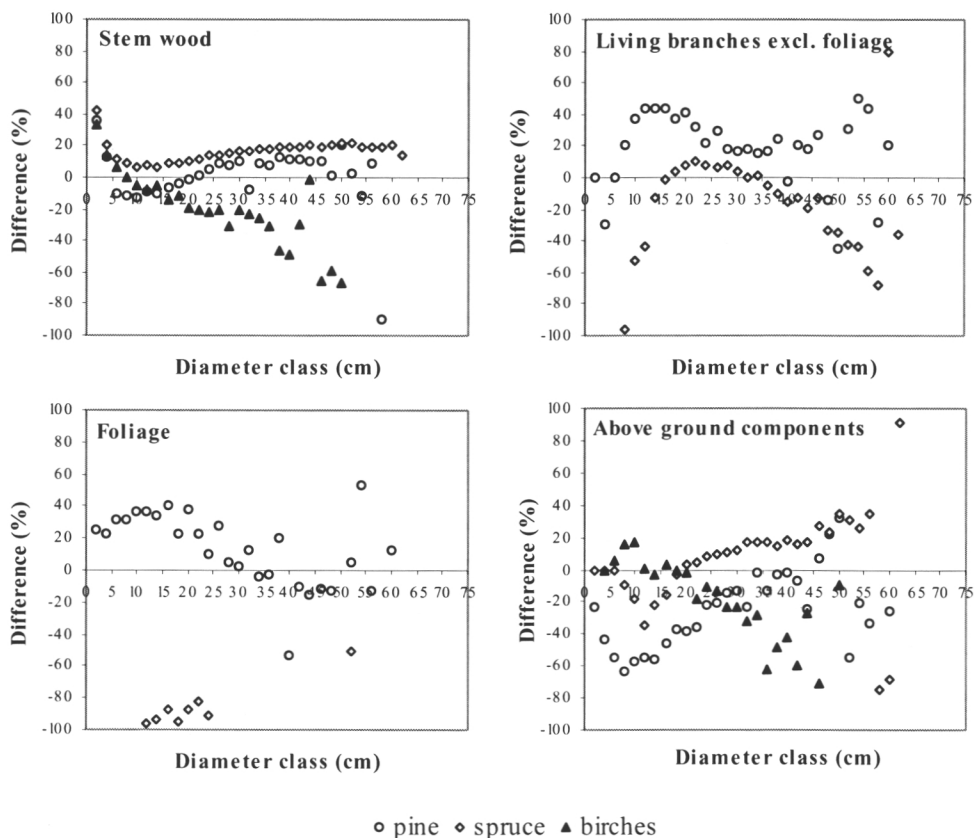 Stem wood
100
80
60
40
20
0
-20
-40
-60
-80
-100
0 5 10 15 20 25 30 35 40 45 50 55 60 65 70 75
Difference (%)
Diameter class (cm)
Living branches excl. foliage
100
80
60
40
20
0
-20
-40
-60
-80
-100
0 5 10 15 20 25 30 35 40 45 50 55 60 65 70 75
Difference (%)
Diameter class (cm)
Foliage
100
80
60
40
20
0
-20
-40
-60
-80
-100
0 5 10 15 20 25 30 35 40 45 50 55 60 65 70 75
Difference (%)
Diameter class (cm)
Above ground components
100
80
60
40
20
0
-20
-40
-60
-80
-100
0 5 10 15 20 25 30 35 40 45 50 55 60 65 70 75
Difference (%)
Diameter class (cm)
pine spruce birches